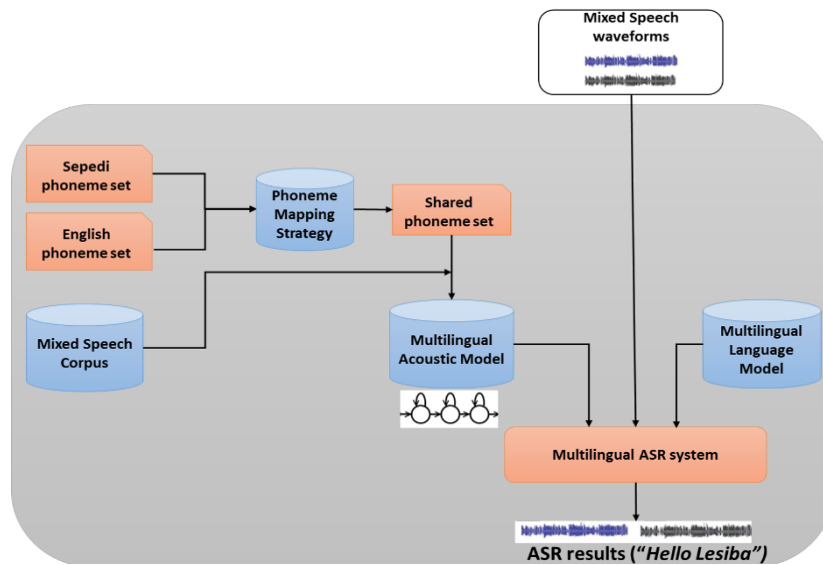 Mixed Speech
waveforms
Sepedi
phoneme set
English
phoneme set
Phoneme
Mapping
Strategy
Shared
phoneme set
Mixed Speech
Corpus
Multilingual
Acoustic Model
Multilingual
Language
Model
Multilingual ASR system
ASR results ("Hello Lesiba")